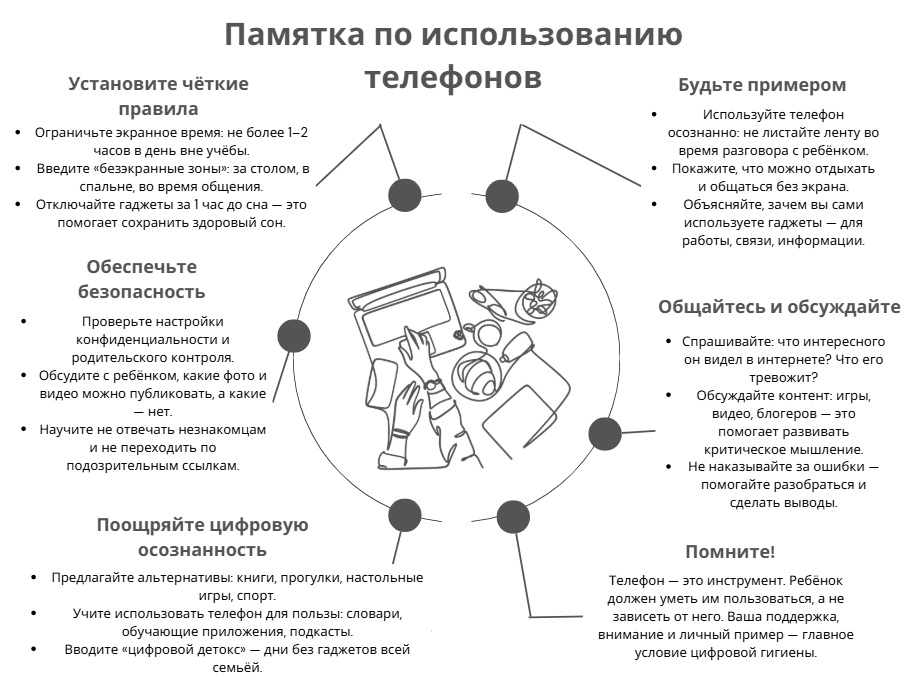 Памятка по использованию
телефонов
Установите чёткие
правила
• Ограничьте экранное время: не более 1–2
часов в день вне учёбы.
• Введите «безэкранные зоны»: за столом, в
спальне, во время общения.
• Отключайте гаджеты за 1 час до сна — это
помогает сохранить здоровый сон.
Обеспечьте
безопасность
• Проверьте настройки
конфиденциальности и
родительского контроля.
• Обсудите с ребёнком, какие фото и
видео можно публиковать, а какие
— нет.
• Научите не отвечать незнакомцам
и не переходить по
подозрительным ссылкам.
Поощряйте цифровую
осознанность
• Предлагайте альтернативы: книги, прогулки, настольные
игры, спорт.
• Учите использовать телефон для пользы: словари,
обучающие приложения, подкасты.
• Вводите «цифровой детокс» — дни без гаджетов всей
семьёй.
Будьте примером
• Используйте телефон
осознанно: не листайте ленту во
время разговора с ребёнком.
• Покажите, что можно отдыхать
и общаться без экрана.
• Объясняйте, зачем вы сами
используете гаджеты — для
работы, связи, информации.
Общайтесь и обсуждайте
• Спрашивайте: что интересного
он видел в интернете? Что его
тревожит?
• Обсуждайте контент: игры,
видео, блогеров — это
помогает развивать
критическое мышление.
• Не наказывайте за ошибки —
помогайте разобраться и
сделать выводы.
Помните!
Телефон — это инструмент. Ребёнок
должен уметь им пользоваться, а не
зависеть от него. Ваша поддержка,
внимание и личный пример — главное
условие цифровой гигиены.